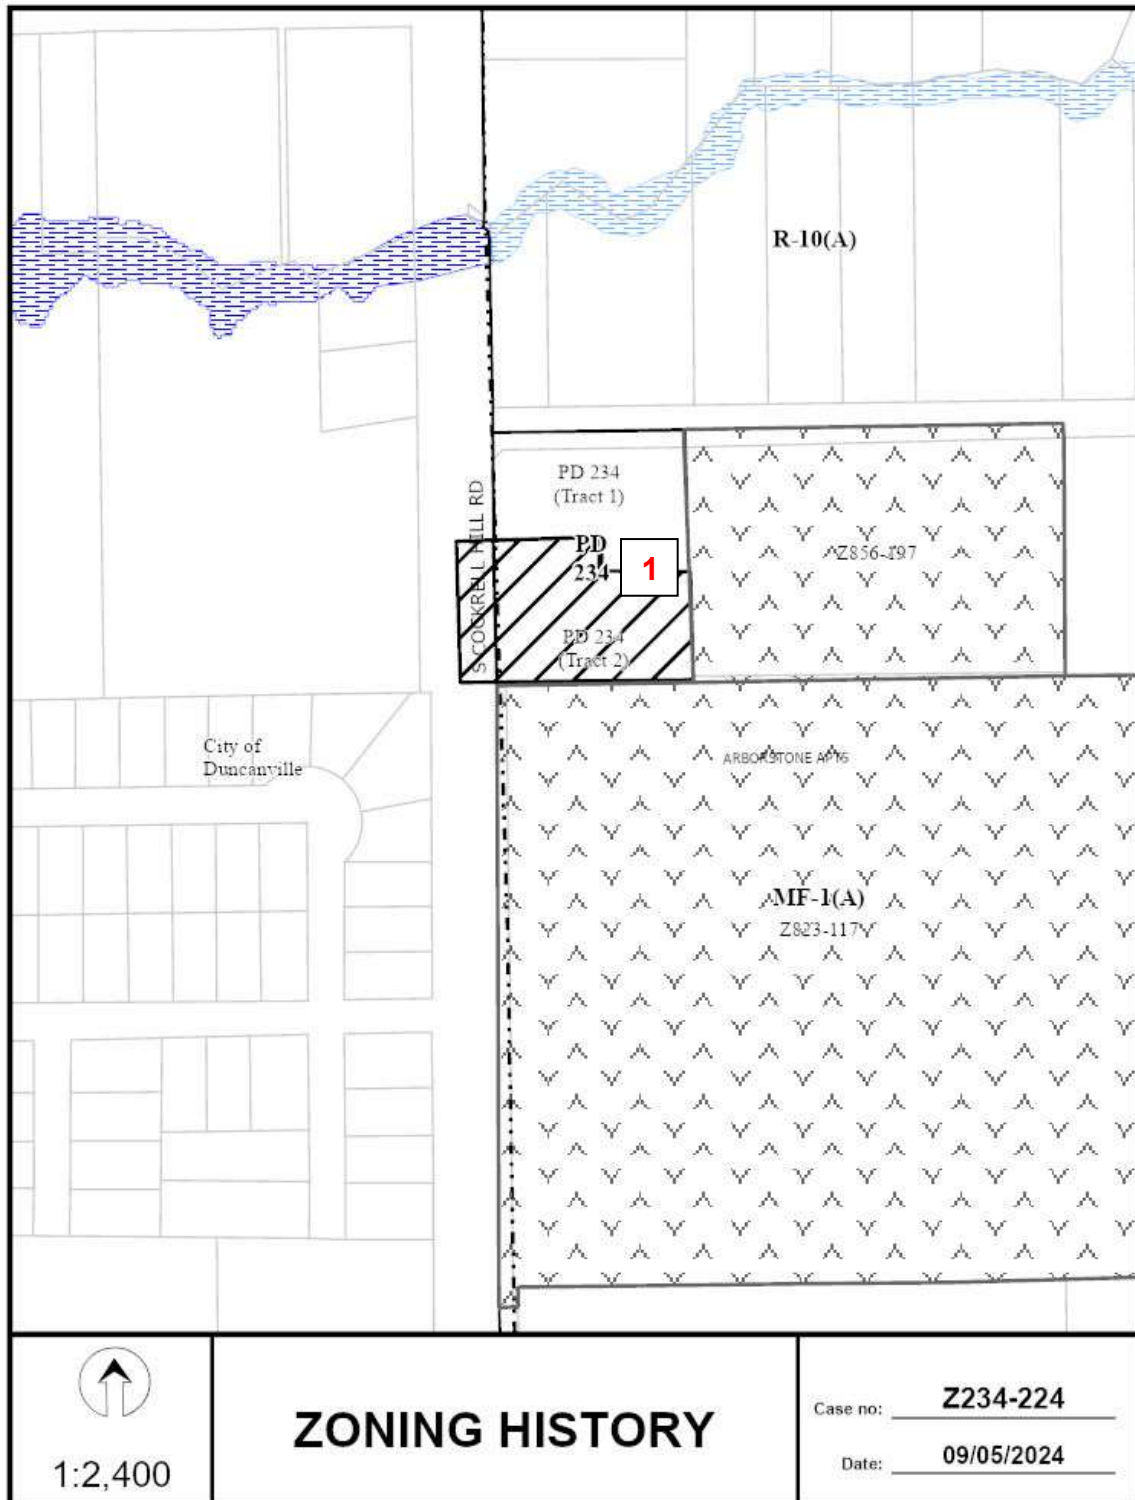 R-10(A)
PD 234
(Tract 1)
S COCKRELL HILL RD
PD
234
1
Z856-197
PD 234
(Tract 2)
City of
Duncanville
ARBORSTONE APTS
MF-1(A)
Z823-117
1:2,400
ZONING HISTORY
Case no: Z234-224
Date: 09/05/2024